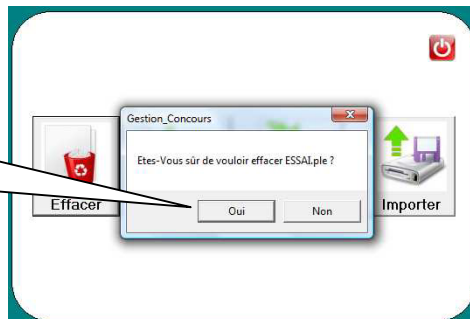 Gestion_Concours
Etes-Vous sûr de vouloir effacer ESSAI.ple ?
Oui
Non
Effacer
Importer